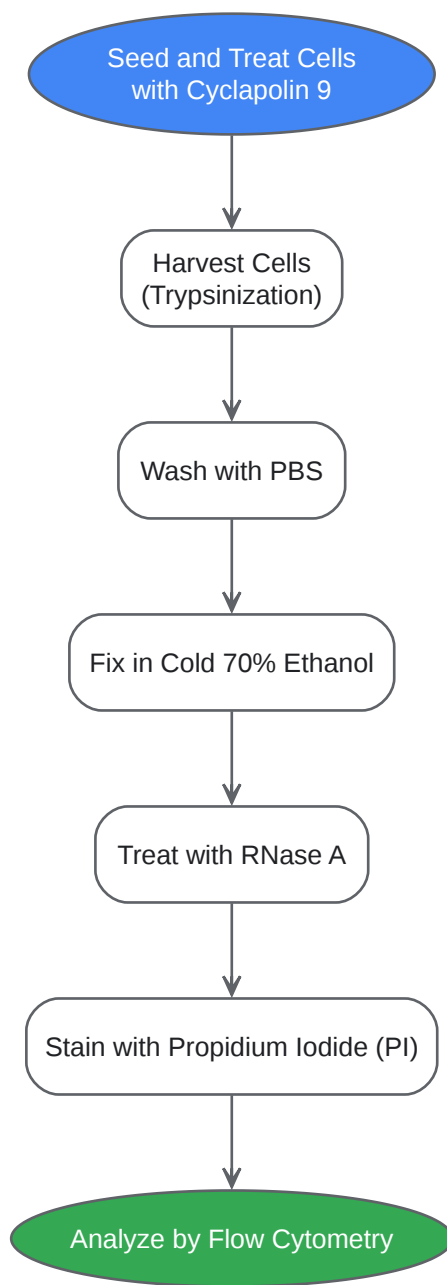 Seed and Treat Cells
with Cyclapolin 9
Harvest Cells
(Trypsinization)
Wash with PBS
Fix in Cold 70% Ethanol
Treat with RNase A
Stain with Propidium Iodide (PI)
Analyze by Flow Cytometry